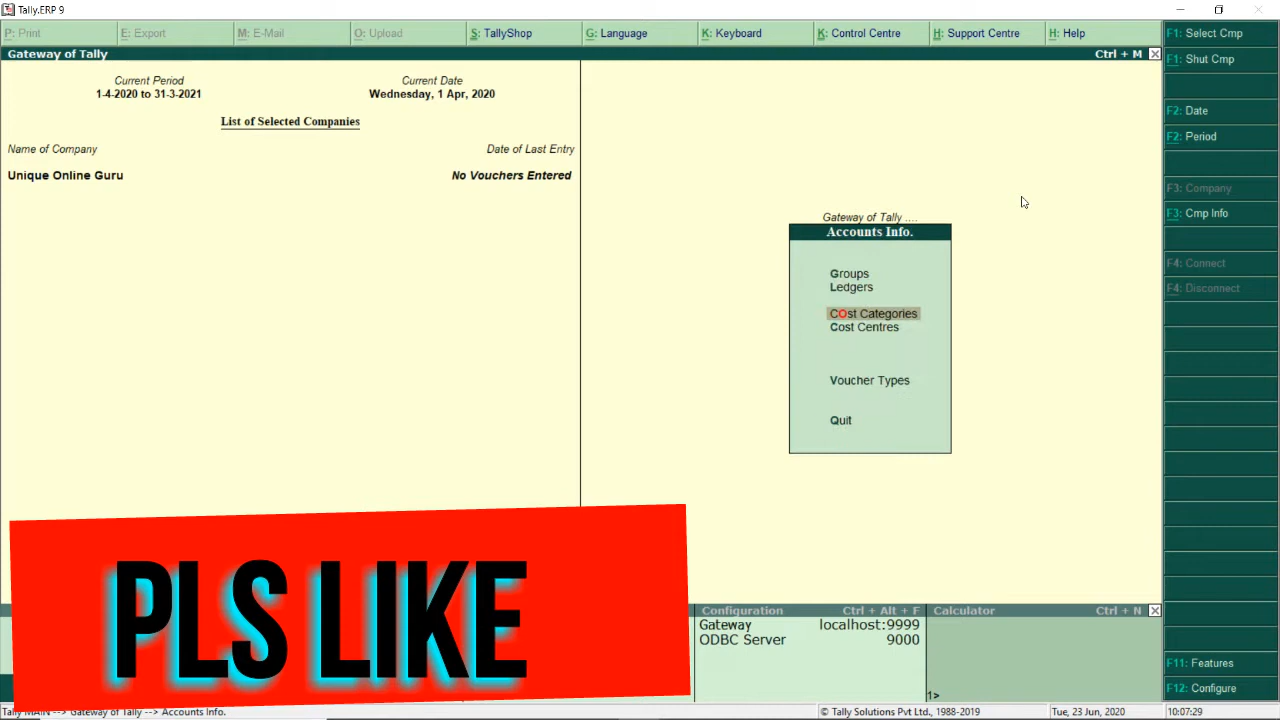 Tally.ERP 9
P: Print
E: Export
M: E-Mail
O: Upload
S: TallyShop
G: Language
K: Keyboard
K: Control Centre
H: Support Centre
H: Help
F1: Select Cmp
F1: Shut Cmp
F2: Date
F2: Period
F3: Company
F3: Cmp Info
F4: Connect
F4: Disconnect
F11: Features
F12: Configure
Gateway of Tally
Ctrl + M
Current Period
Current Date
1-4-2020 to 31-3-2021
Wednesday, 1 Apr, 2020
List of Selected Companies
Name of Company
Date of Last Entry
Unique Online Guru
No Vouchers Entered
Gateway of Tally ....
Accounts Info.
Groups
Ledgers
COst Categories
Cost Centres
Voucher Types
Quit
PLS LIKE
Configuration
Ctrl + Alt + F
Gateway
localhost:9999
ODBC Server
9000
Calculator
Ctrl + N
1>
Tally MAIN --> Gateway of Tally --> Accounts Info.
© Tally Solutions Pvt Ltd., 1988-2019
Tue, 23 Jun, 2020
10:07:29